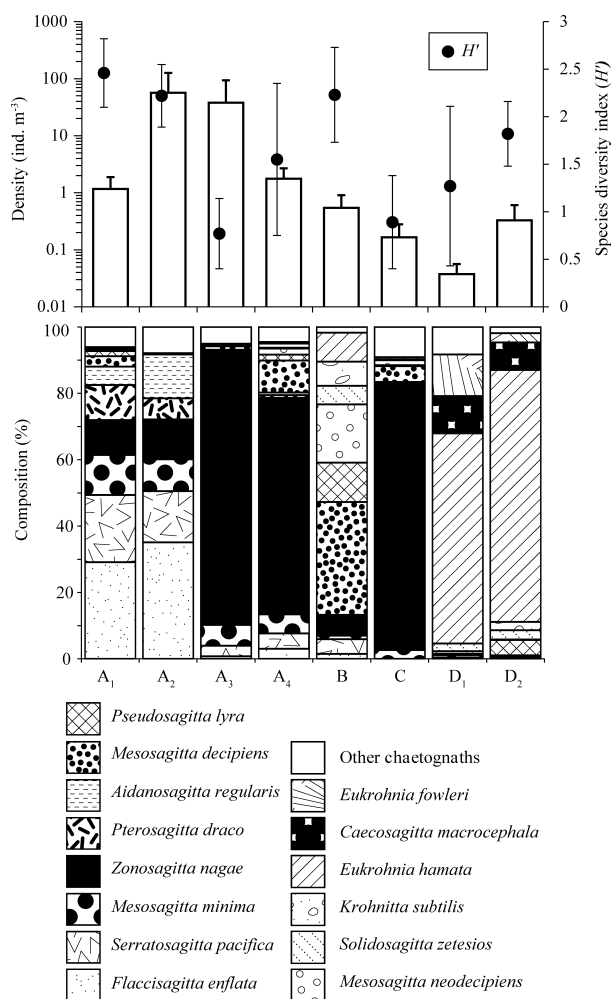 1000
100
10
1
0.1
0.01
Density (ind. m⁻³)
H′
3
2.5
2
1.5
1
0.5
0
Species diversity index (H′)
100
80
60
40
20
0
Composition (%)
A₁ A₂ A₃ A₄ B C D₁ D₂
Pseudosagitta lyra
Mesosagitta decipiens
Aidanosagitta regularis
Pterosagitta draco
Zonosagitta nagae
Mesosagitta minima
Serratosagitta pacifica
Flaccisagitta enflata
Other chaetognaths
Eukrohnia fowleri
Caecosagitta macrocephala
Eukrohnia hamata
Krohnitta subtilis
Solidosagitta zetesios
Mesosagitta neodecipiens